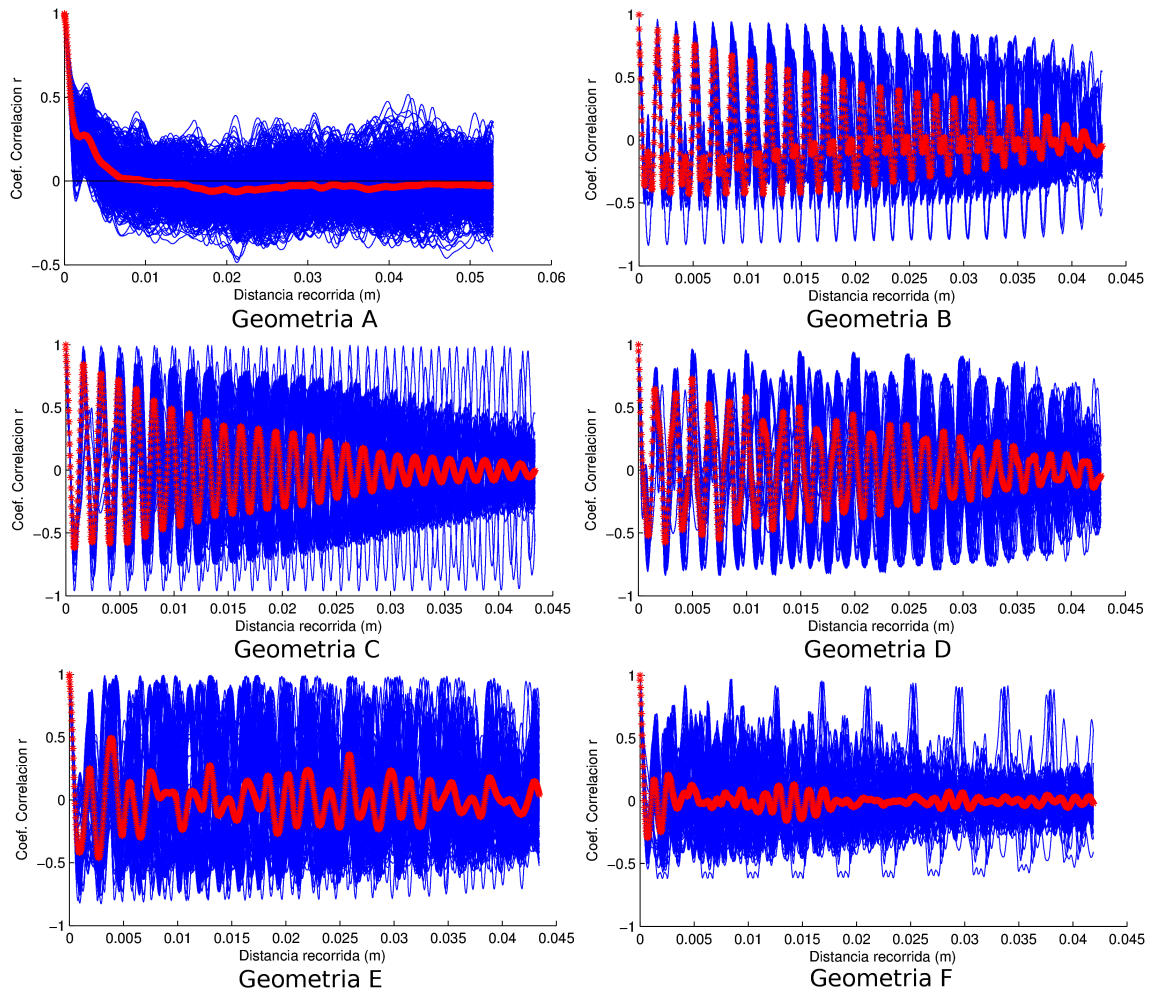 1
0.5
0
−0.5
Coef. Correlacion r
0 0.01 0.02 0.03 0.04 0.05 0.06
Distancia recorrida (m)
Geometria A
1
0.5
0
−0.5
−1
Coef. Correlacion r
0 0.005 0.01 0.015 0.02 0.025 0.03 0.035 0.04 0.045
Distancia recorrida (m)
Geometria B
1
0.5
0
−0.5
−1
Coef. Correlacion r
0 0.005 0.01 0.015 0.02 0.025 0.03 0.035 0.04 0.045
Distancia recorrida (m)
Geometria C
1
0.5
0
−0.5
−1
Coef. Correlacion r
0 0.005 0.01 0.015 0.02 0.025 0.03 0.035 0.04 0.045
Distancia recorrida (m)
Geometria D
1
0.5
0
−0.5
−1
Coef. Correlacion r
0 0.005 0.01 0.015 0.02 0.025 0.03 0.035 0.04 0.045
Distancia recorrida (m)
Geometria E
1
0.5
0
−0.5
−1
Coef. Correlacion r
0 0.005 0.01 0.015 0.02 0.025 0.03 0.035 0.04 0.045
Distancia recorrida (m)
Geometria F